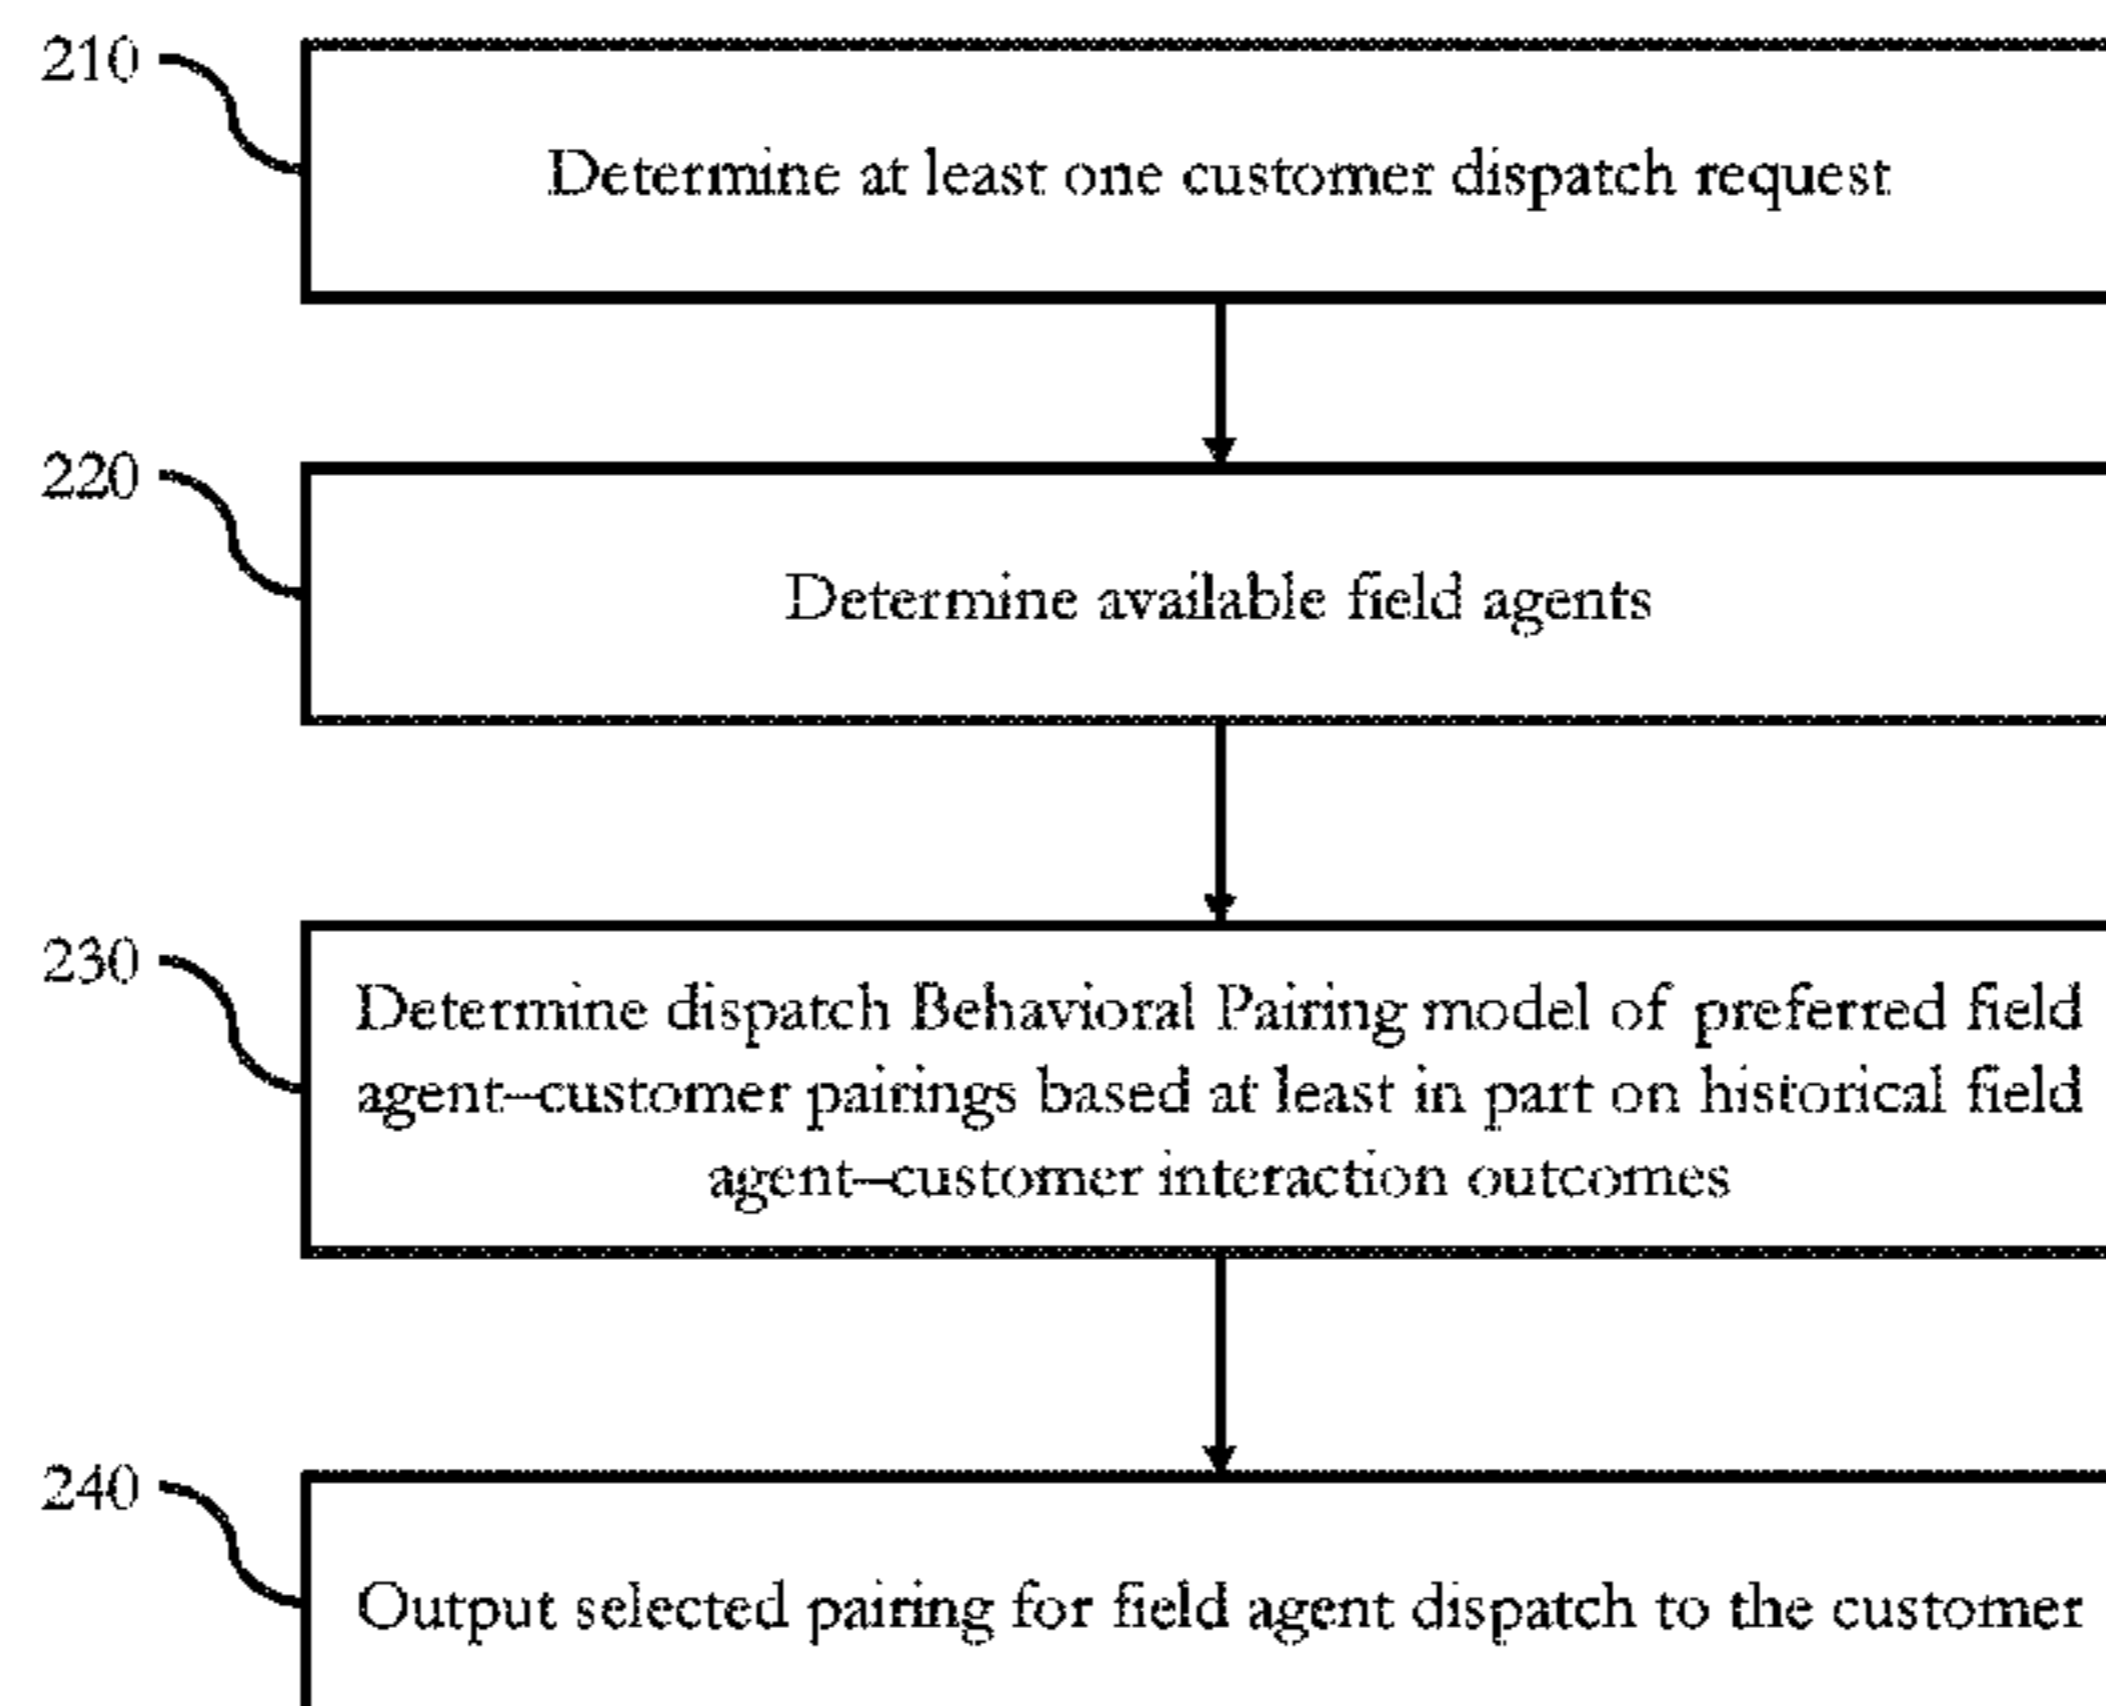 210
Determine at least one customer dispatch request
220
Determine available field agents
230
Determine dispatch Behavioral Pairing model of preferred field
agent–customer pairings based at least in part on historical field
agent–customer interaction outcomes
240
Output selected pairing for field agent dispatch to the customer